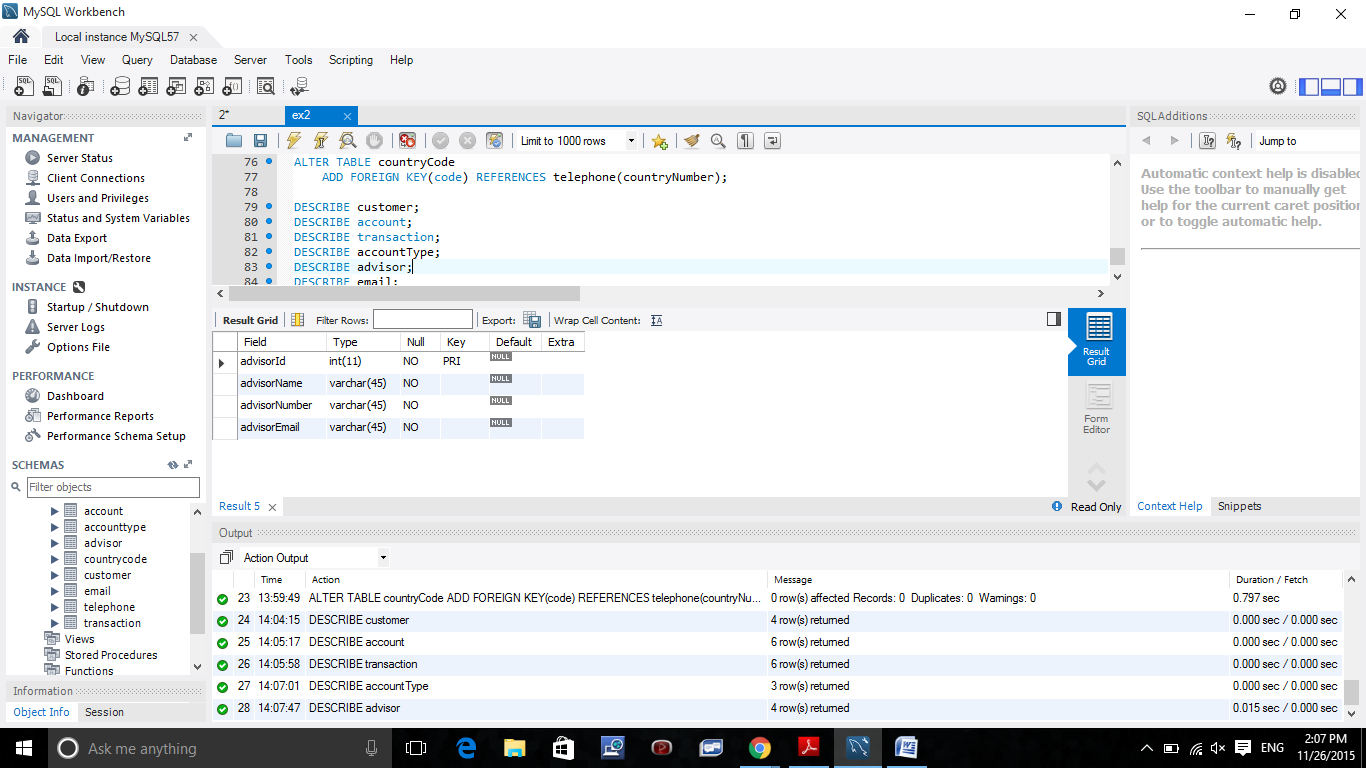 MySQL Workbench
Local instance MySQL57
File Edit View Query Database Server Tools Scripting Help
Navigator
MANAGEMENT
Server Status
Client Connections
Users and Privileges
Status and System Variables
Data Export
Data Import/Restore
INSTANCE
Startup / Shutdown
Server Logs
Options File
PERFORMANCE
Dashboard
Performance Reports
Performance Schema Setup
SCHEMAS
Filter objects
account
accounttype
advisor
countrycode
customer
email
telephone
transaction
Views
Stored Procedures
Functions
Information
Object Info Session
2* ex2
Limit to 1000 rows
76 ALTER TABLE countryCode
77 ADD FOREIGN KEY(code) REFERENCES telephone(countryNumber);
78
79 DESCRIBE customer;
80 DESCRIBE account;
81 DESCRIBE transaction;
82 DESCRIBE accountType;
83 DESCRIBE advisor;
84 DESCRIBE email;
Result Grid Filter Rows: Export: Wrap Cell Content:
Field Type Null Key Default Extra
advisorId int(11) NO PRI NULL
advisorName varchar(45) NO NULL
advisorNumber varchar(45) NO NULL
advisorEmail varchar(45) NO NULL
Result
Grid
Form
Editor
Result 5
Read Only
SQLAdditions
Jump to
Automatic context help is disabled
Use the toolbar to manually get
help for the current caret position
or to toggle automatic help.
Context Help Snippets
Output
Action Output
Time Action Message Duration / Fetch
23 13:59:49 ALTER TABLE countryCode ADD FOREIGN KEY(code) REFERENCES telephone(countryNu... 0 row(s) affected Records: 0 Duplicates: 0 Warnings: 0 0.797 sec
24 14:04:15 DESCRIBE customer 4 row(s) returned 0.000 sec / 0.000 sec
25 14:05:17 DESCRIBE account 6 row(s) returned 0.000 sec / 0.000 sec
26 14:05:58 DESCRIBE transaction 6 row(s) returned 0.000 sec / 0.000 sec
27 14:07:01 DESCRIBE accountType 3 row(s) returned 0.000 sec / 0.000 sec
28 14:07:47 DESCRIBE advisor 4 row(s) returned 0.015 sec / 0.000 sec
Ask me anything
ENG
2:07 PM
11/26/2015